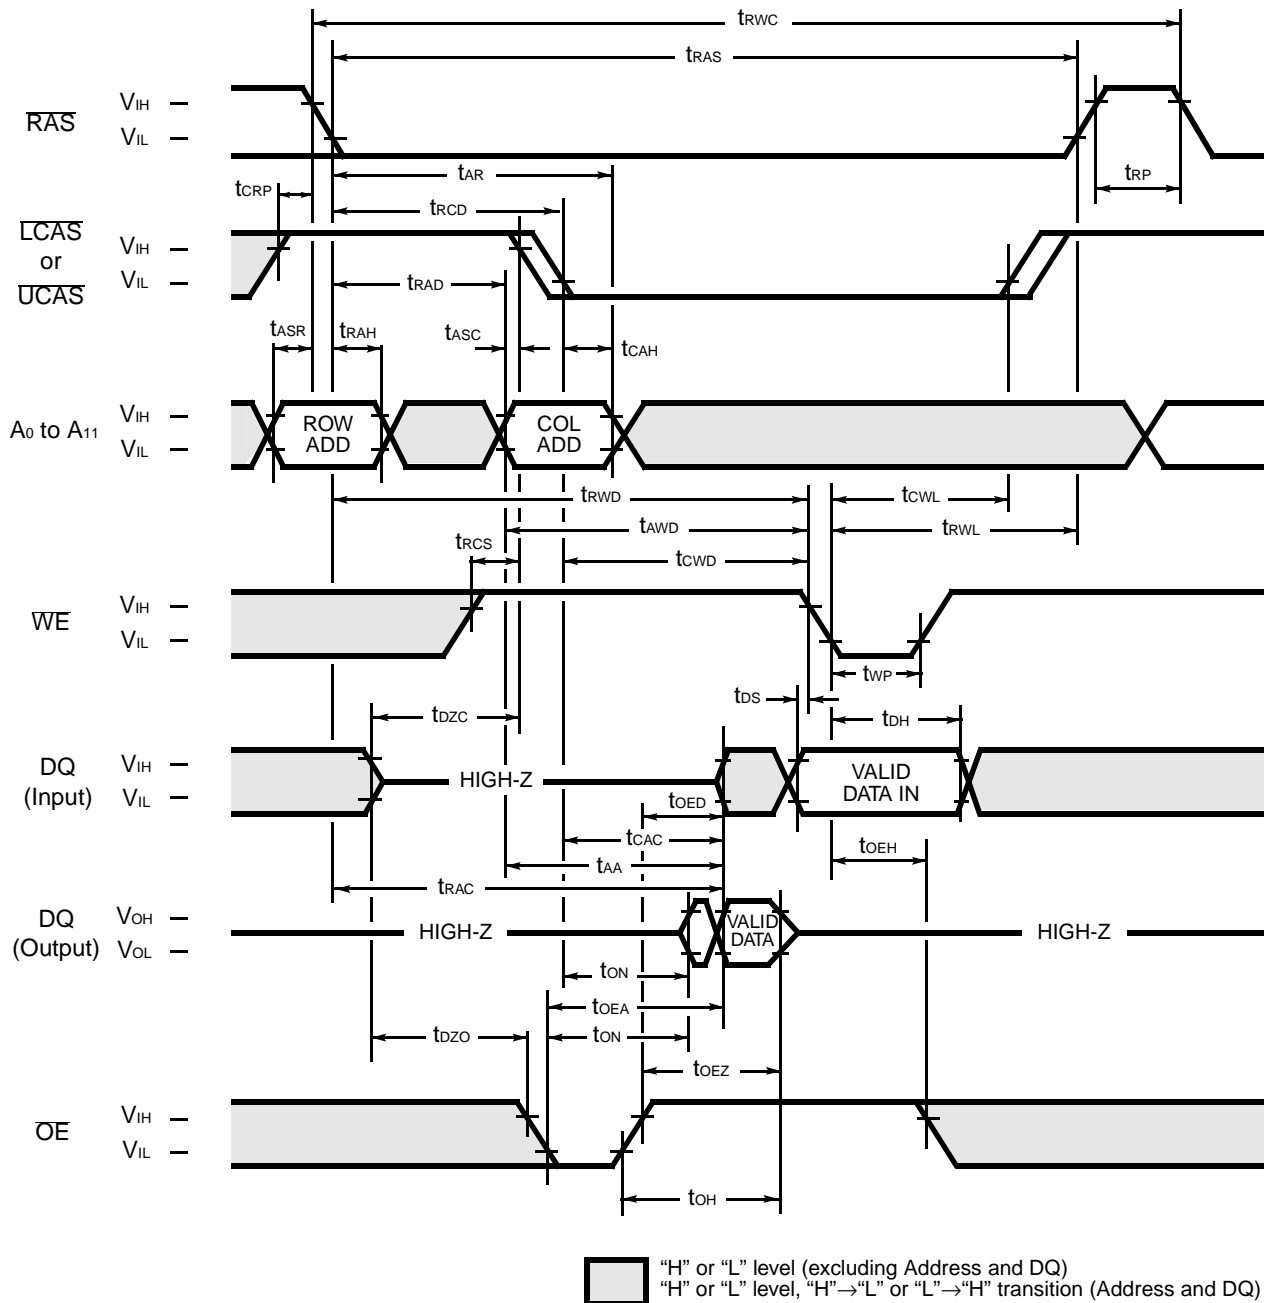 tRWC
tRAS
RAS
VIH
VIL
tAR
tRP
tCRP
tRCD
LCAS
or
UCAS
VIH
VIL
tRAD
tASR
tRAH
tASC
tCAH
A0 to A11
VIH
VIL
ROW
ADD
COL
ADD
tRWD
tCWL
tAWD
tRWL
tRCS
tCWD
WE
VIH
VIL
tWP
tDS
tDZC
tDH
DQ
(Input)
VIH
VIL
HIGH-Z
VALID
DATA IN
tOED
tCAC
tOEH
tAA
tRAC
DQ
(Output)
VOH
VOL
HIGH-Z
VALID
DATA
HIGH-Z
tON
tOEA
tDZO
tON
tOEZ
OE
VIH
VIL
tOH
“H” or “L” level (excluding Address and DQ)
“H” or “L” level, “H”→“L” or “L”→“H” transition (Address and DQ)